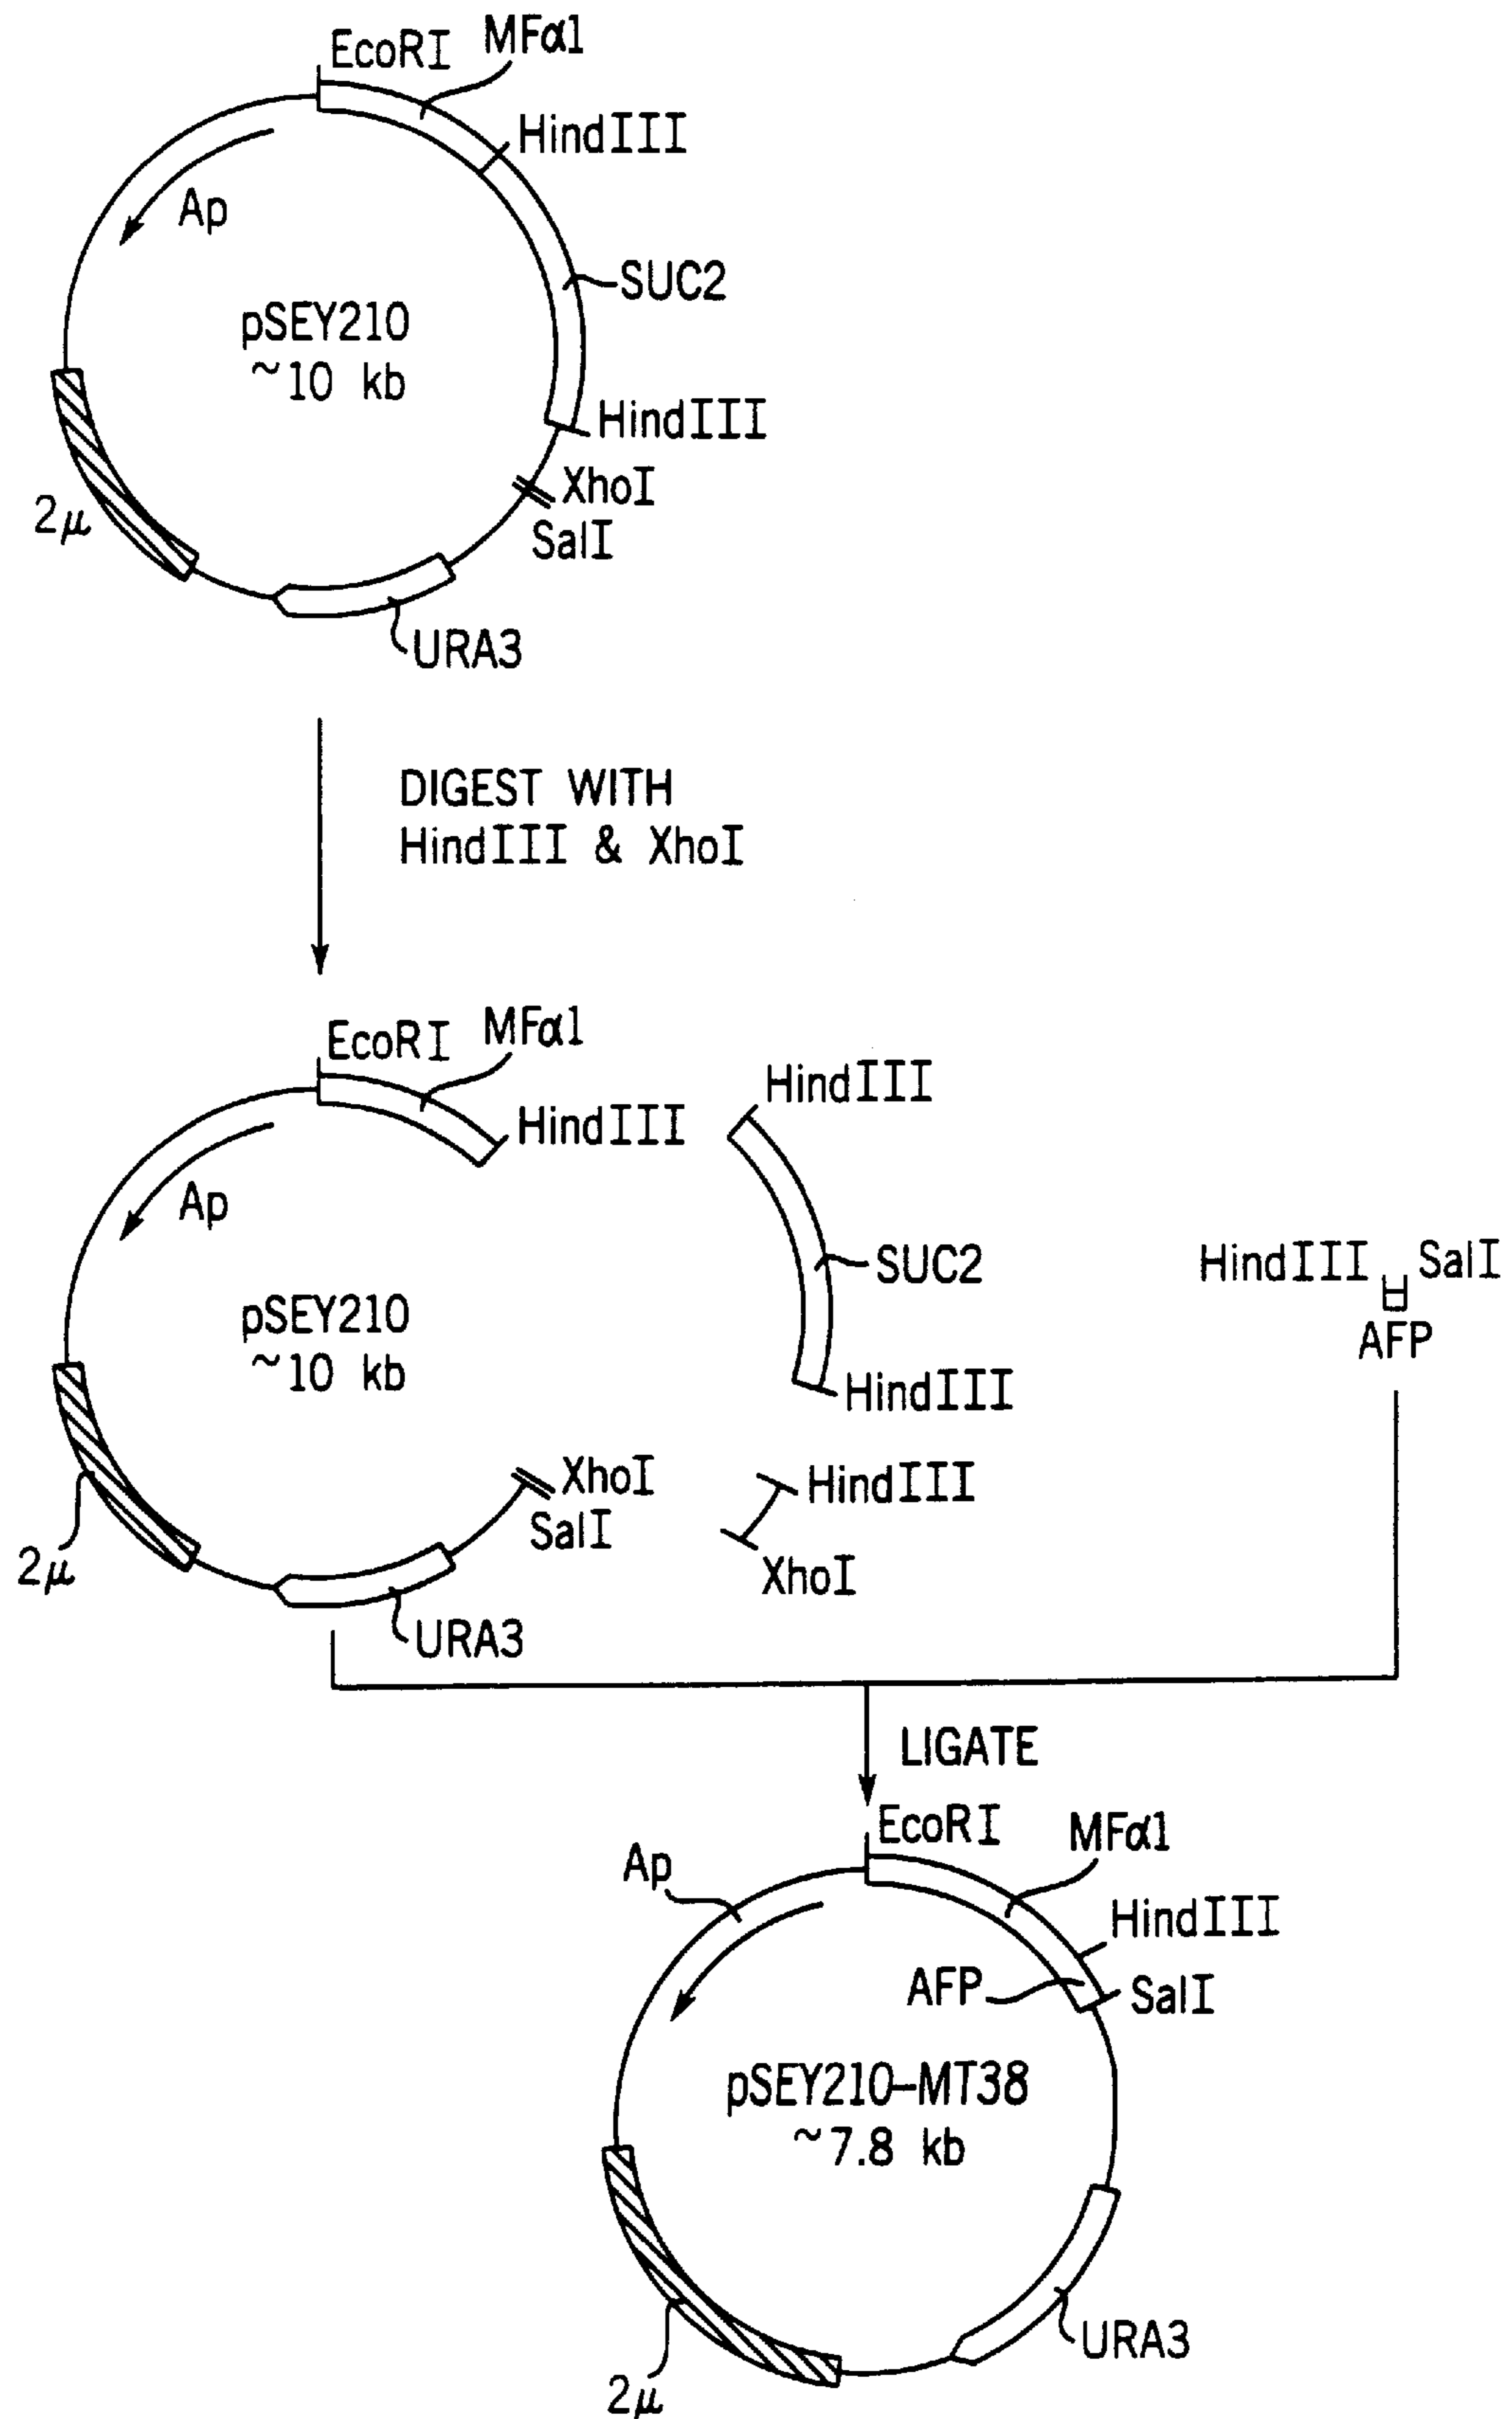 EcoRI
MFα1
HindIII
Ap
SUC2
pSEY210
~10 kb
HindIII
XhoI
SalI
2μ
URA3
DIGEST WITH
HindIII & XhoI
EcoRI
MFα1
HindIII
HindIII
Ap
SUC2
HindIII
SalI
AFP
pSEY210
~10 kb
HindIII
XhoI
SalI
HindIII
XhoI
2μ
URA3
LIGATE
EcoRI
MFα1
Ap
HindIII
AFP
SalI
pSEY210-MT38
~7.8 kb
URA3
2μ